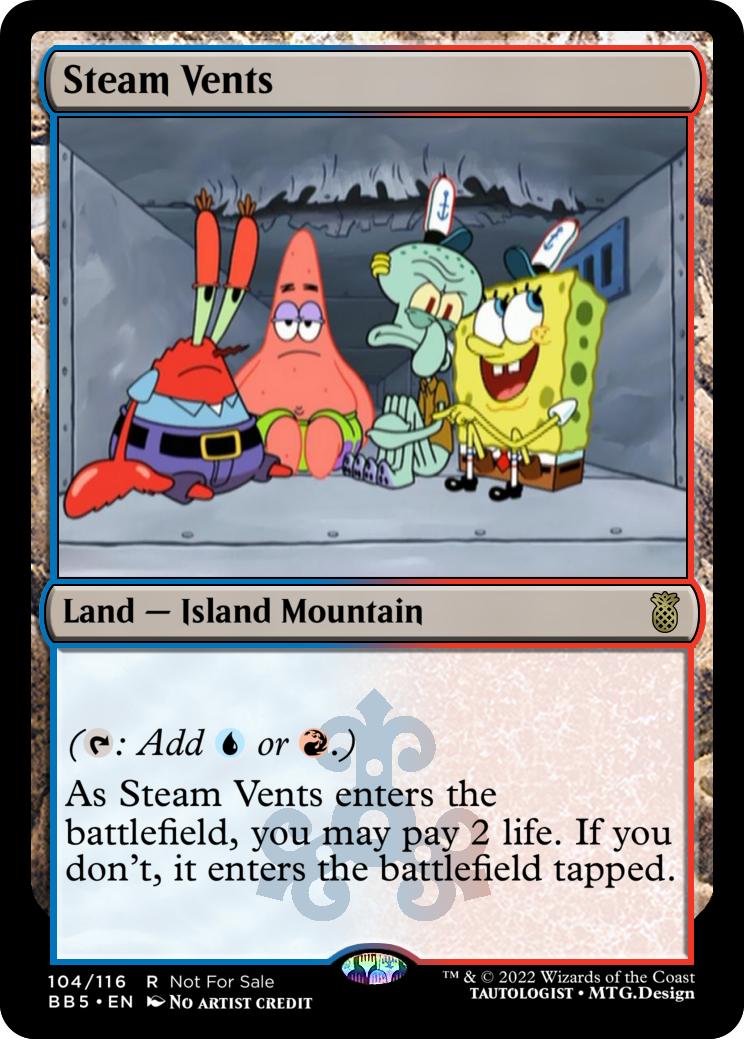 Steam Vents
Land — Island Mountain
(: Add or .)
As Steam Vents enters the
battlefield, you may pay 2 life. If you
don't, it enters the battlefield tapped.
104/116 R Not For Sale
BB5 • EN No artist credit
™ & © 2022 Wizards of the Coast
TAUTOLOGIST • MTG.Design